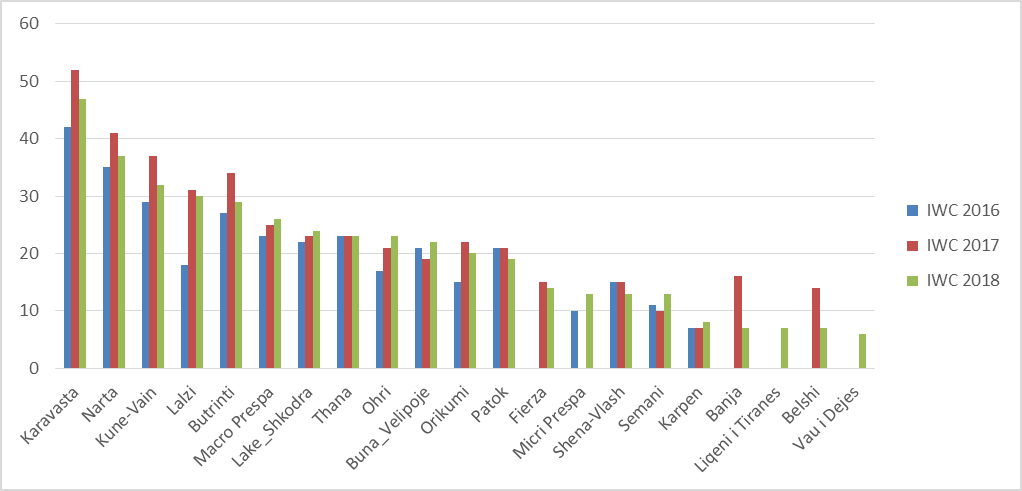 60
50
40
30
20
10
0
Karavasta
Narta
Kune-Vain
Lalzi
Butrinti
Macro Prespa
Lake_Shkodra
Thana
Ohri
Buna_Velipoje
Orikumi
Patok
Fierza
Micri Prespa
Shena-Vlash
Semani
Karpen
Banja
Liqeni i Tiranes
Belshi
Vau i Dejes
IWC 2016
IWC 2017
IWC 2018